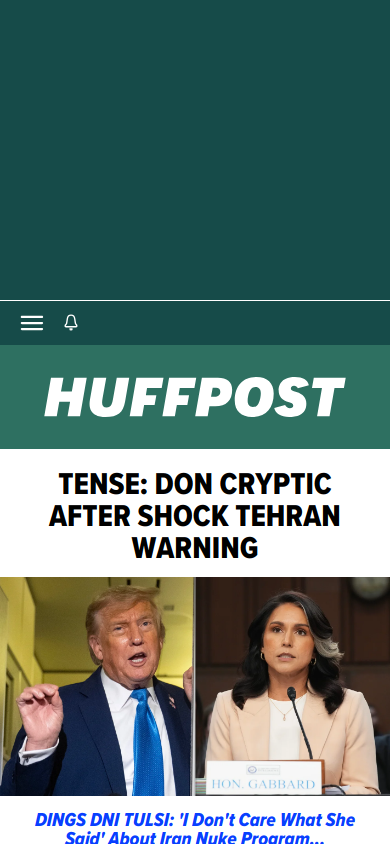 HUFFPOST
TENSE: DON CRYPTIC
AFTER SHOCK TEHRAN
WARNING
HON. GABBARD
DINGS DNI TULSI: 'I Don't Care What She
Said' About Iran Nuke Program...